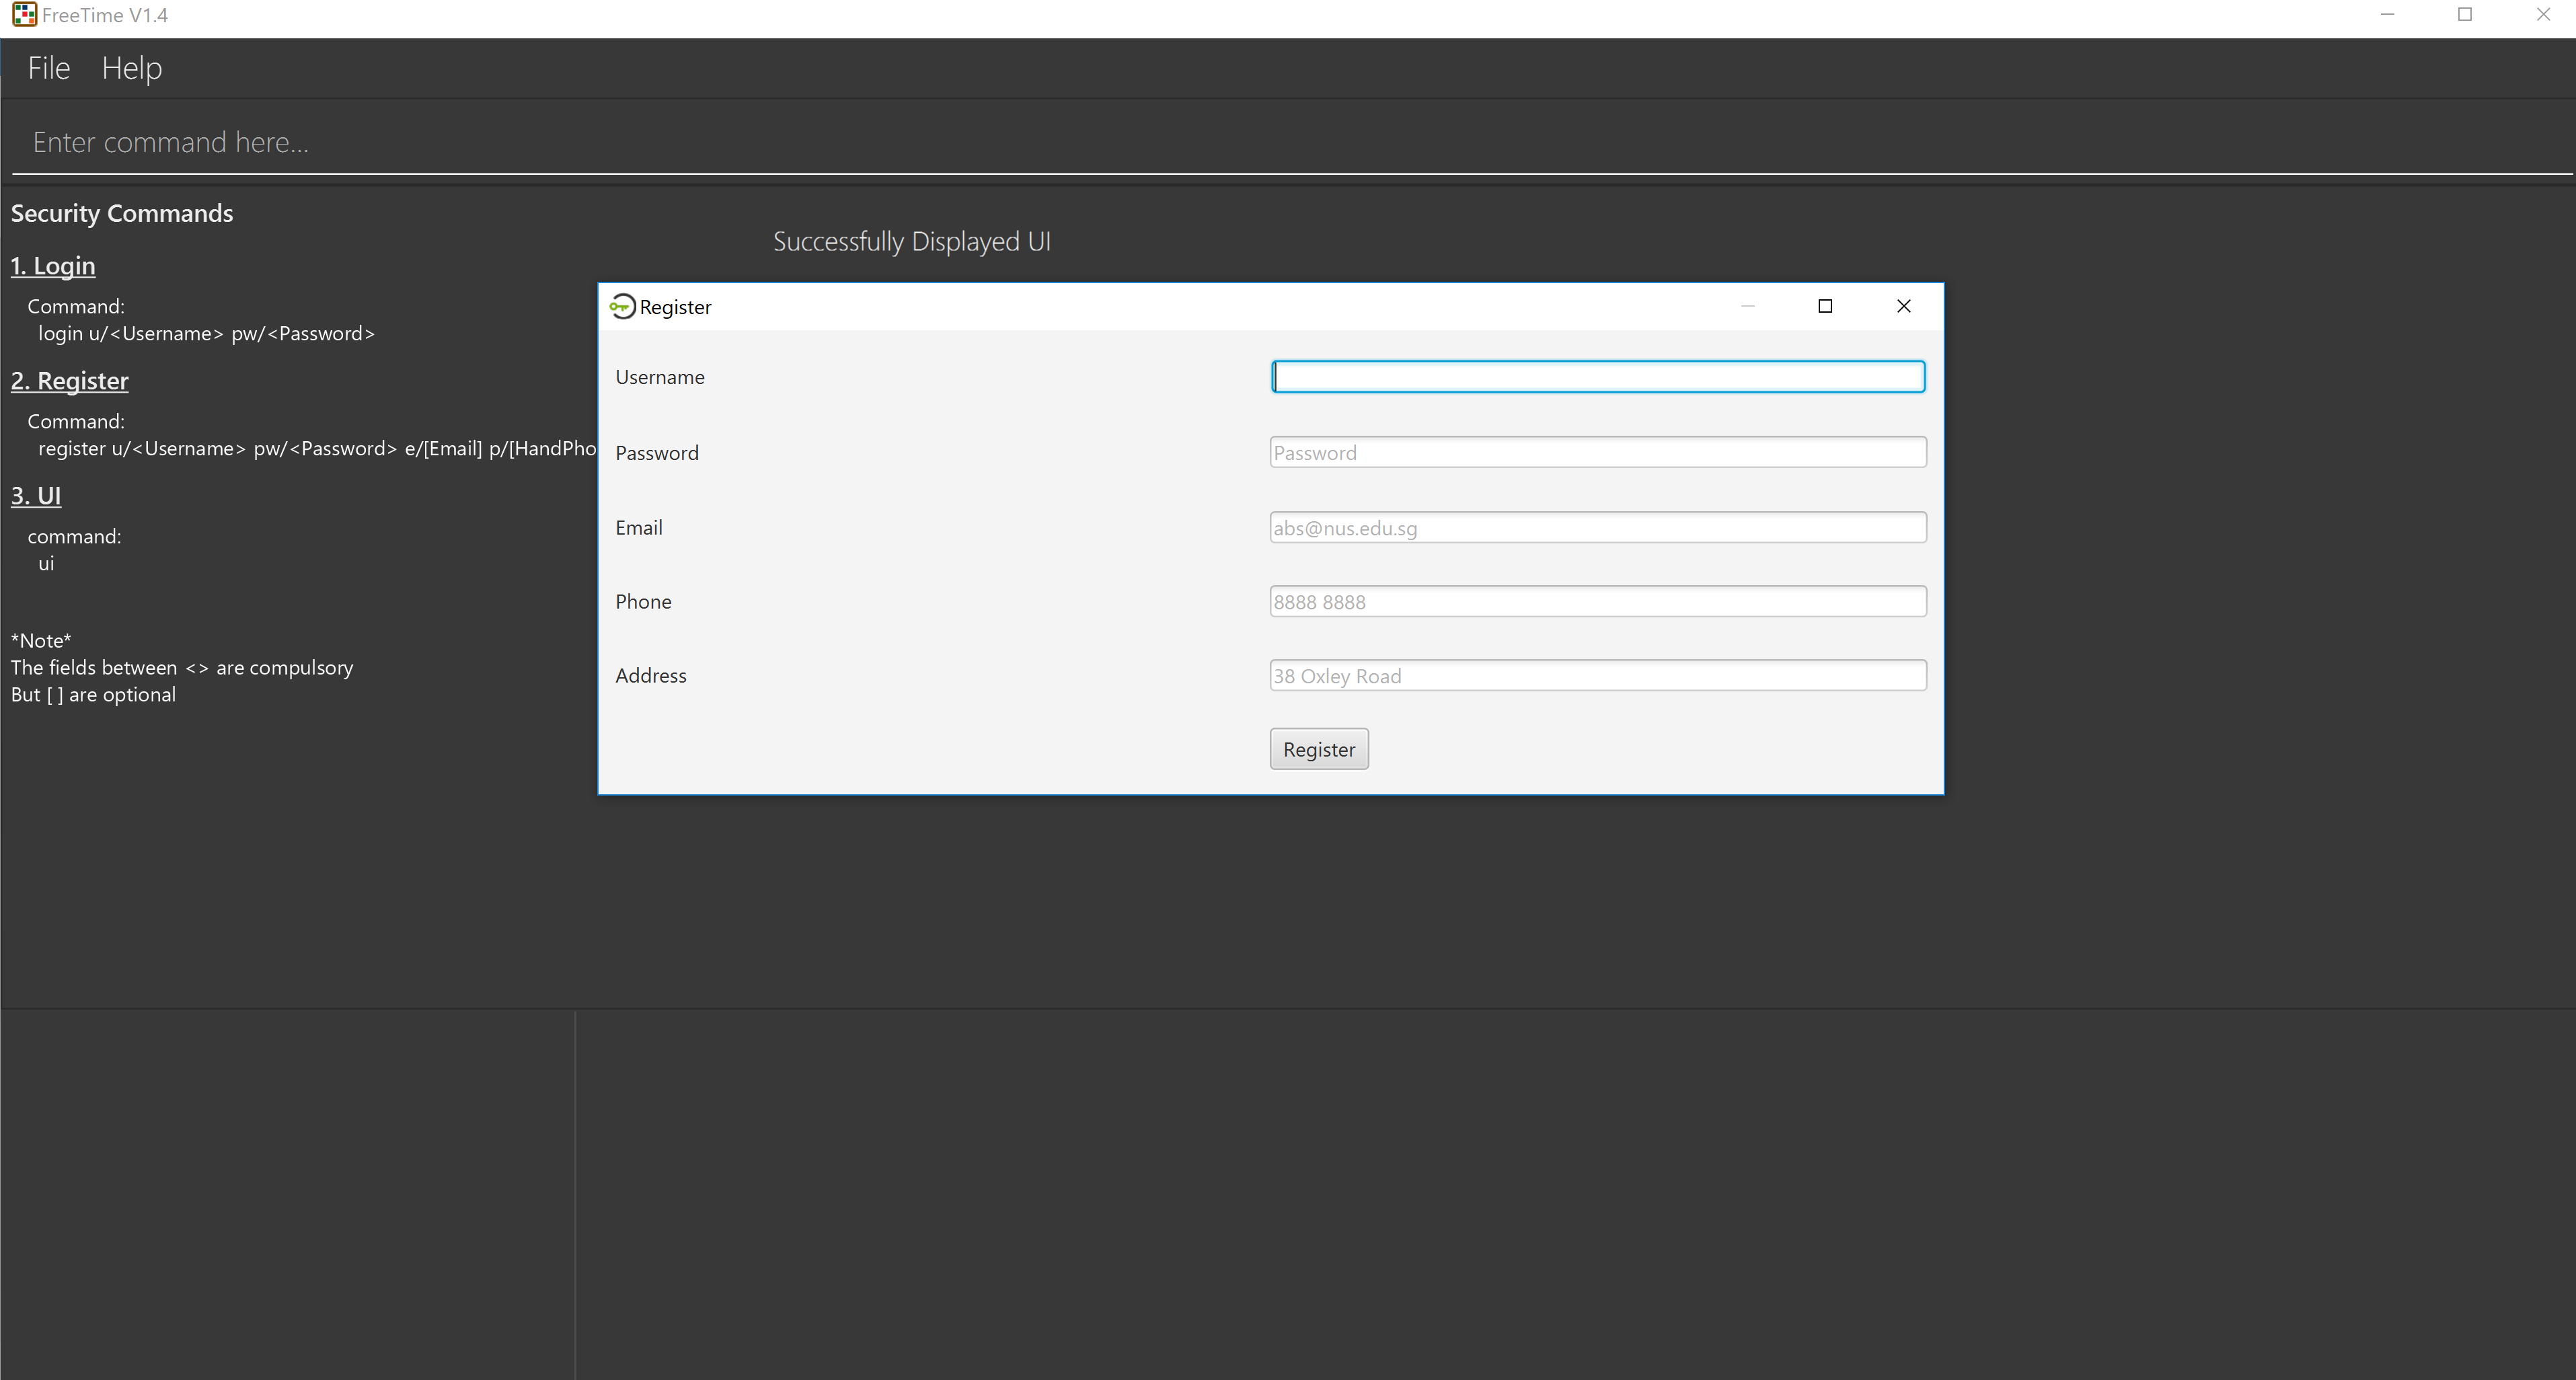 FreeTime V1.4
File Help
Enter command here...
Security Commands
1. Login
Command:
login u/<Username> pw/<Password>
2. Register
Command:
register u/<Username> pw/<Password> e/[Email] p/[HandPho
3. UI
command:
ui
*Note*
The fields between <> are compulsory
But [ ] are optional
Successfully Displayed UI
Register
Username
Password Password
Email abs@nus.edu.sg
Phone 8888 8888
Address 38 Oxley Road
Register